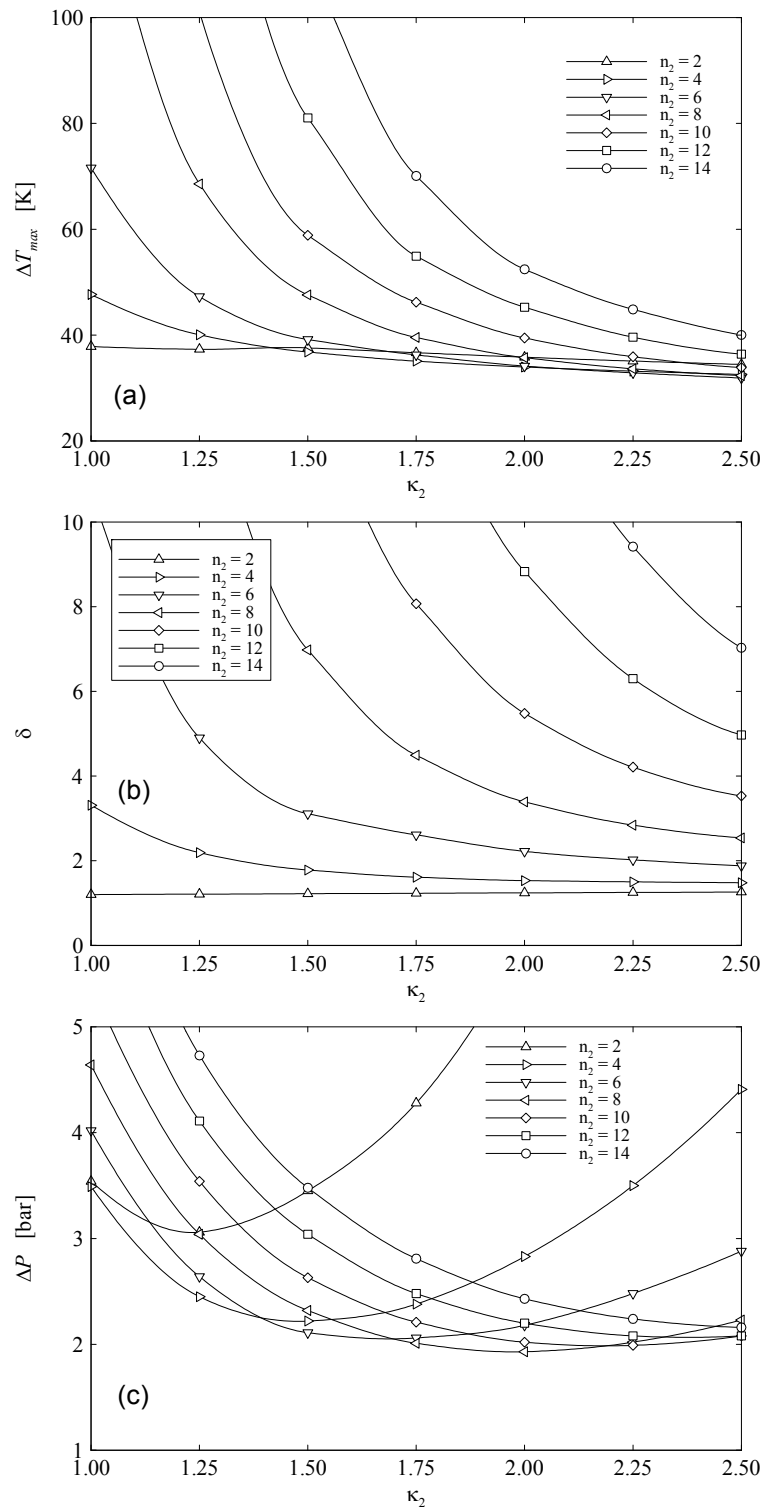 100
80
60
40
20
ΔT_max [K]
n₂ = 2
n₂ = 4
n₂ = 6
n₂ = 8
n₂ = 10
n₂ = 12
n₂ = 14
(a)
1.00 1.25 1.50 1.75 2.00 2.25 2.50
κ₂
10
8
6
4
2
0
δ
n₂ = 2
n₂ = 4
n₂ = 6
n₂ = 8
n₂ = 10
n₂ = 12
n₂ = 14
(b)
1.00 1.25 1.50 1.75 2.00 2.25 2.50
κ₂
5
4
3
2
1
ΔP [bar]
n₂ = 2
n₂ = 4
n₂ = 6
n₂ = 8
n₂ = 10
n₂ = 12
n₂ = 14
(c)
1.00 1.25 1.50 1.75 2.00 2.25 2.50
κ₂